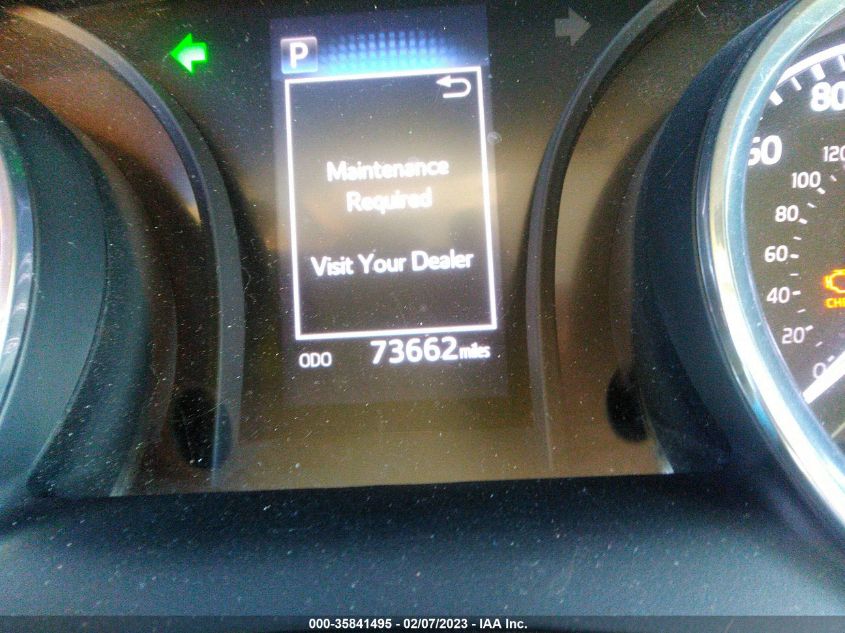 P
Maintenance
Required
Visit Your Dealer
ODO 73662 miles
80
120
100
80
60
40
20
0
000-35841495 - 02/07/2023 - IAA Inc.